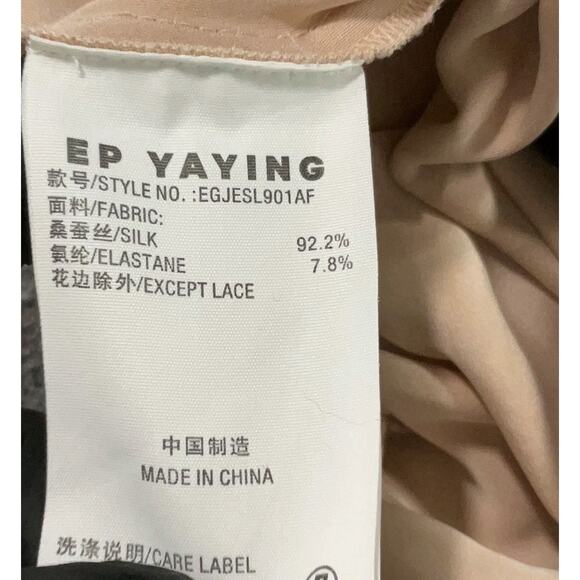 EP YAYING
款号/STYLE NO. :EGJESL901AF
面料/FABRIC:
桑蚕丝/SILK 92.2%
氨纶/ELASTANE 7.8%
花边除外/EXCEPT LACE
中国制造
MADE IN CHINA
洗涤说明/CARE LABEL